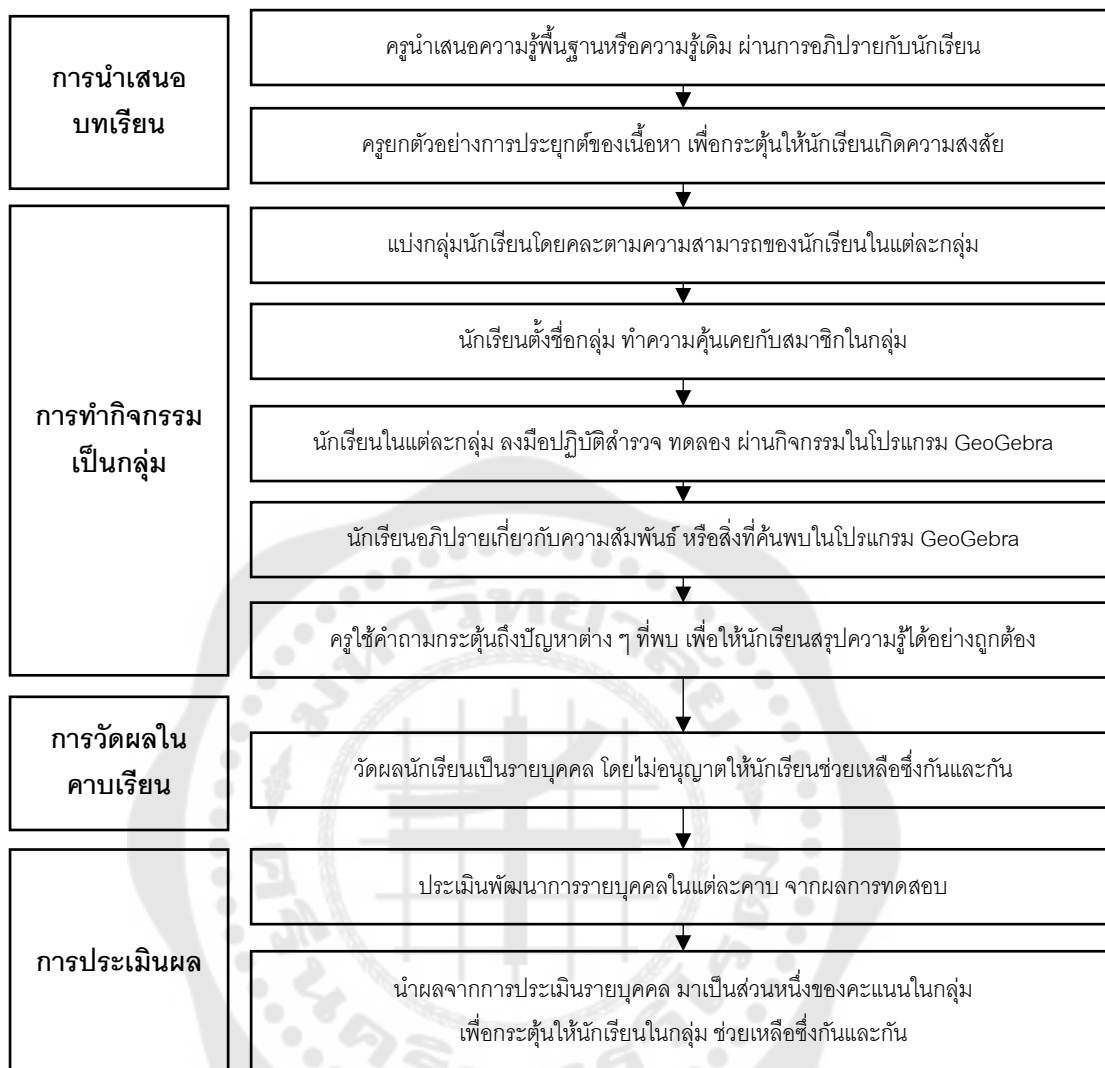 การนำเสนอ
บทเรียน
ครูนำเสนอความรู้พื้นฐานหรือความรู้เดิม ผ่านการอภิปรายกับนักเรียน
ครูยกตัวอย่างการประยุกต์ของเนื้อหา เพื่อกระตุ้นให้นักเรียนเกิดความสงสัย
การทำกิจกรรม
เป็นกลุ่ม
แบ่งกลุ่มนักเรียนโดยคละตามความสามารถของนักเรียนในแต่ละกลุ่ม
นักเรียนตั้งชื่อกลุ่ม ทำความคุ้นเคยกับสมาชิกในกลุ่ม
นักเรียนในแต่ละกลุ่ม ลงมือปฏิบัติสำรวจ ทดลอง ผ่านกิจกรรมในโปรแกรม GeoGebra
นักเรียนอภิปรายเกี่ยวกับความสัมพันธ์ หรือสิ่งที่ค้นพบในโปรแกรม GeoGebra
ครูใช้คำถามกระตุ้นถึงปัญหาต่าง ๆ ที่พบ เพื่อให้นักเรียนสรุปความรู้ได้อย่างถูกต้อง
การวัดผลใน
คาบเรียน
วัดผลนักเรียนเป็นรายบุคคล โดยไม่อนุญาตให้นักเรียนช่วยเหลือซึ่งกันและกัน
การประเมินผล
ประเมินพัฒนาการรายบุคคลในแต่ละคาบ จากผลการทดสอบ
นำผลจากการประเมินรายบุคคล มาเป็นส่วนหนึ่งของคะแนนในกลุ่ม
เพื่อกระตุ้นให้นักเรียนในกลุ่ม ช่วยเหลือซึ่งกันและกัน
มหาวิทยาลัย